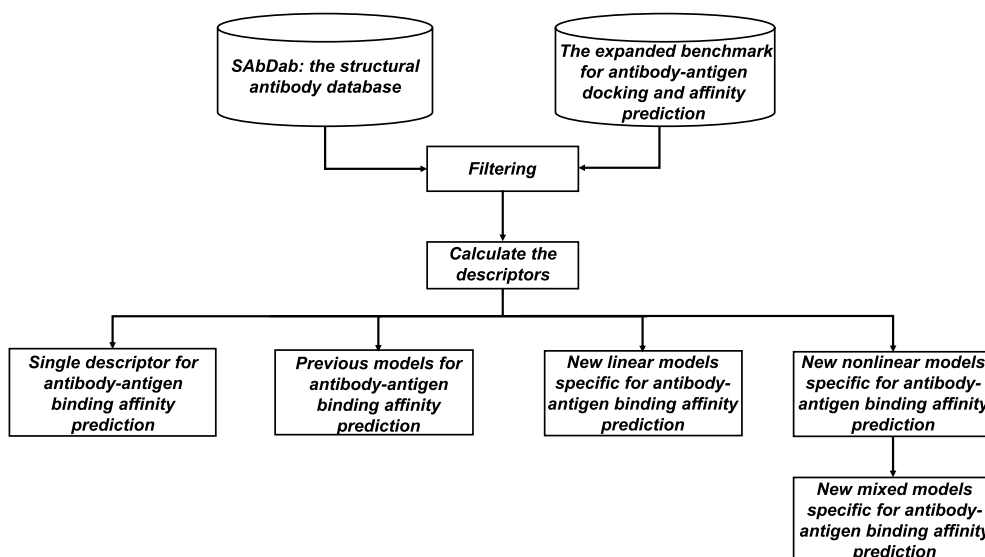 SAbDab: the structural
antibody database
The expanded benchmark
for antibody-antigen
docking and affinity
prediction
Filtering
Calculate the
descriptors
Single descriptor for
antibody-antigen
binding affinity
prediction
Previous models for
antibody-antigen
binding affinity
prediction
New linear models
specific for antibody-
antigen binding affinity
prediction
New nonlinear models
specific for antibody-
antigen binding affinity
prediction
New mixed models
specific for antibody-
antigen binding affinity
prediction